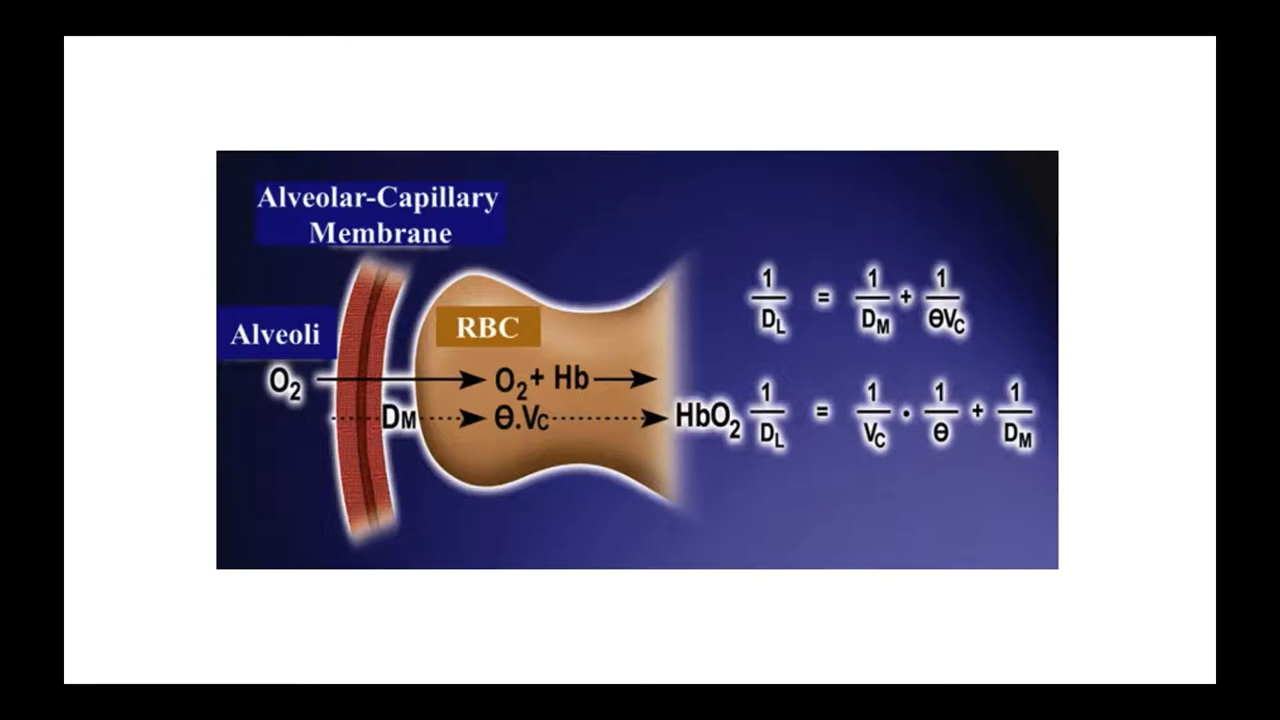 Alveolar-Capillary
Membrane
Alveoli
RBC
O₂
O₂ + Hb
DM
Θ.Vc
HbO₂
1/DL = 1/DM + 1/ΘVC
1/DL = 1/VC · 1/Θ + 1/DM